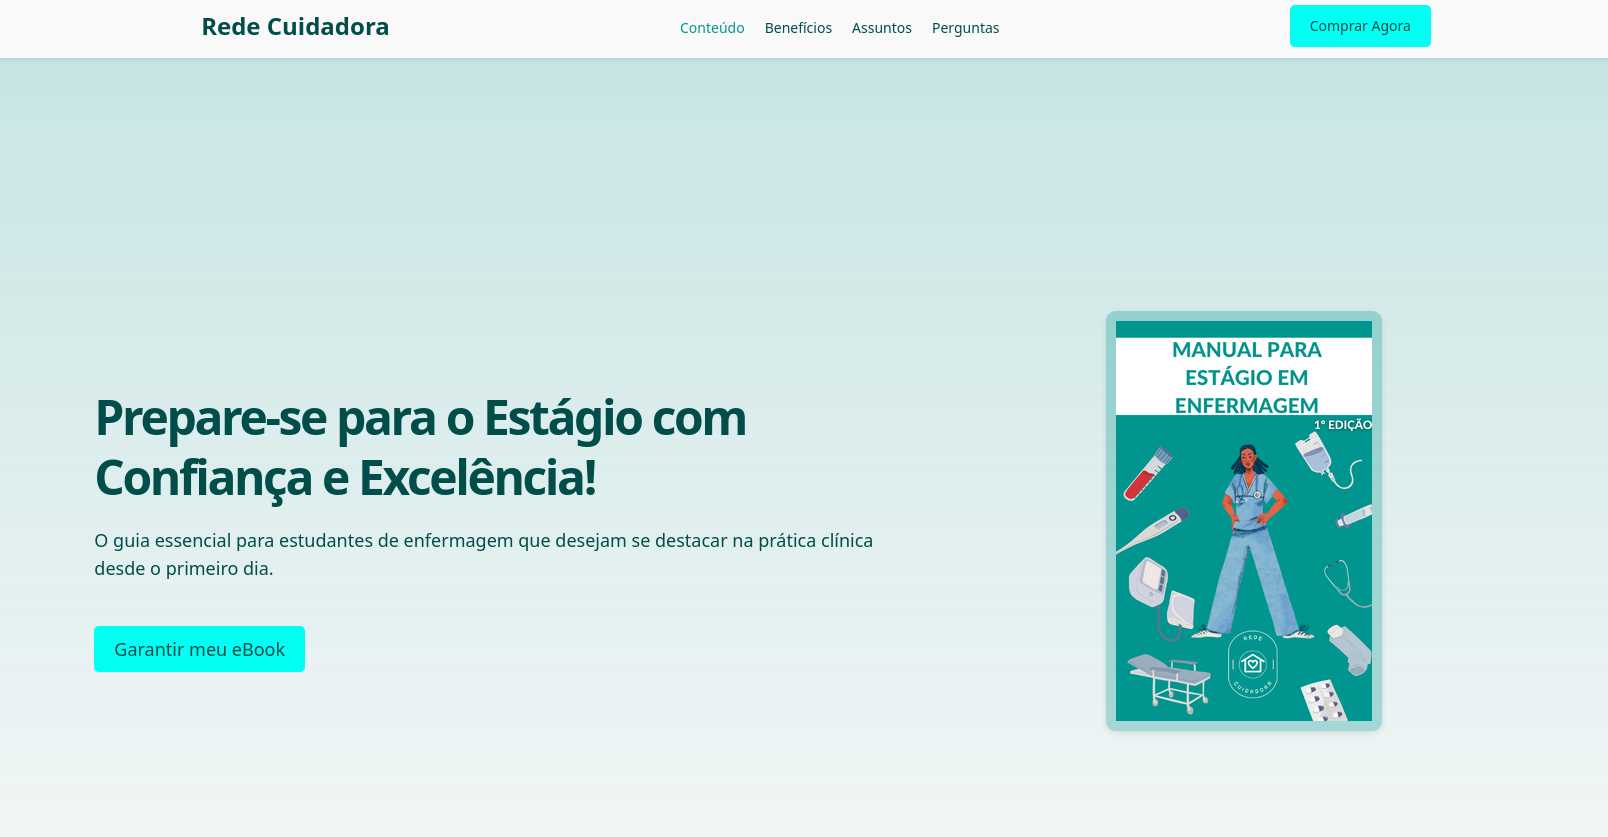 Rede Cuidadora
Conteúdo
Benefícios
Assuntos
Perguntas
Comprar Agora
Prepare-se para o Estágio com
Confiança e Excelência!
O guia essencial para estudantes de enfermagem que desejam se destacar na prática clínica
desde o primeiro dia.
Garantir meu eBook
MANUAL PARA
ESTÁGIO EM
ENFERMAGEM
1º EDIÇÃO
REDE
CUIDADORA